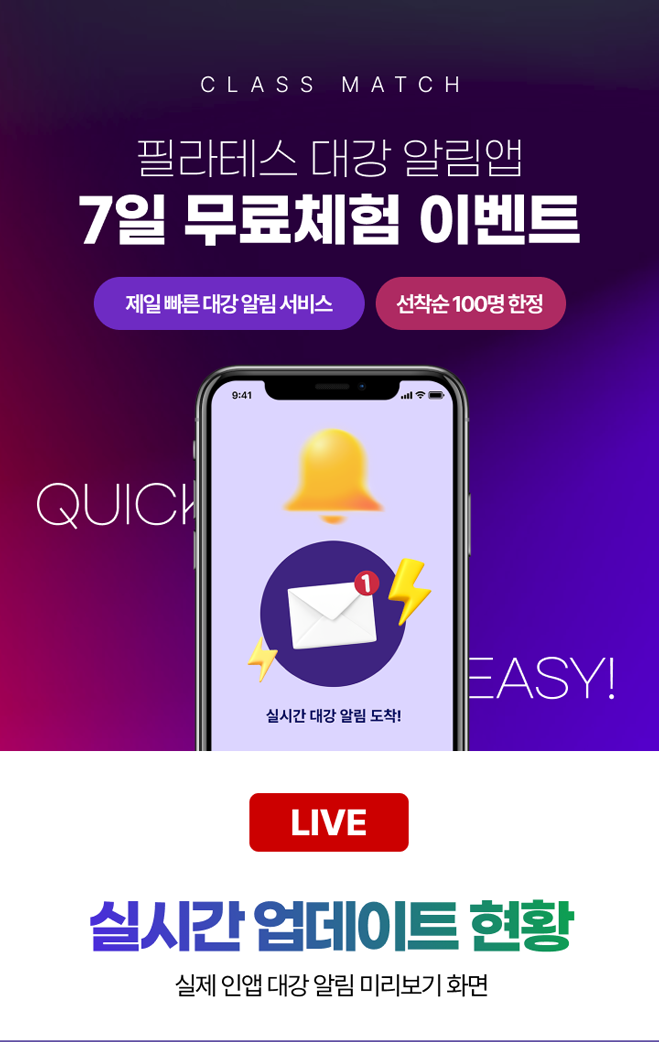 CLASS MATCH
필라테스 대강 알림앱
7일 무료체험 이벤트
제일 빠른 대강 알림 서비스
선착순 100명 한정
9:41
QUICK
1
EASY!
실시간 대강 알림 도착!
LIVE
실시간 업데이트 현황
실제 인앱 대강 알림 미리보기 화면